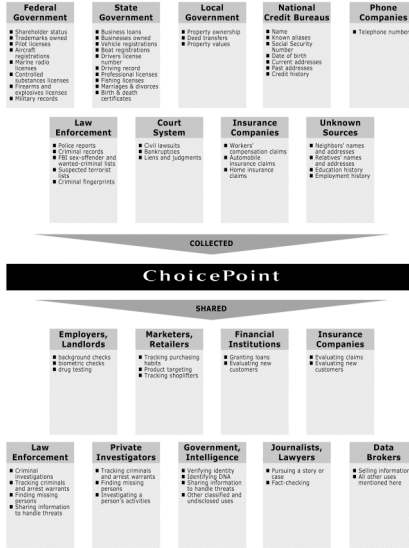 Federal
Government
■ Shareholder status
■ Trademarks owned
■ Pilot licenses
■ Aircraft
registrations
■ Marine radio
licenses
■ Controlled
substances licenses
■ Firearms and
explosives licenses
■ Military records
State
Government
■ Business loans
■ Businesses owned
■ Vehicle registrations
■ Boat registrations
■ Drivers license
number
■ Driving record
■ Professional licenses
■ Fishing licenses
■ Marriages & divorces
■ Birth & death
certificates
Local
Government
■ Property ownership
■ Deed transfers
■ Property values
National
Credit Bureaus
■ Name
■ Known aliases
■ Social Security
Number
■ Date of birth
■ Current addresses
■ Past addresses
■ Credit history
Phone
Companies
■ Telephone number
Law
Enforcement
■ Police reports
■ Criminal records
■ FBI sex-offender and
wanted-criminal lists
■ Suspected terrorist
lists
■ Criminal fingerprints
Court
System
■ Civil lawsuits
■ Bankruptcies
■ Liens and judgments
Insurance
Companies
■ Workers'
compensation claims
■ Automobile
insurance claims
■ Home insurance
claims
Unknown
Sources
■ Neighbors' names
and addresses
■ Relatives' names
and addresses
■ Education history
■ Employment history
COLLECTED
ChoicePoint
SHARED
Employers,
Landlords
■ background checks
■ biometric checks
■ drug testing
Marketers,
Retailers
■ Tracking purchasing
habits
■ Product targeting
■ Tracking shoplifters
Financial
Institutions
■ Granting loans
■ Evaluating new
customers
Insurance
Companies
■ Evaluating claims
■ Evaluating new
customers
Law
Enforcement
■ Criminal
investigations
■ Tracking criminals
and arrest warrants
■ Finding missing
persons
■ Sharing information
to handle threats
Private
Investigators
■ Tracking criminals
and arrest warrants
■ Finding missing
persons
■ Investigating a
person's activities
Government,
Intelligence
■ Verifying identity
■ Identifying DNA
■ Sharing information
to handle threats
■ Other classified and
undisclosed uses
Journalists,
Lawyers
■ Pursuing a story or
case
■ Fact-checking
Data
Brokers
■ Selling information
■ All other uses
mentioned here